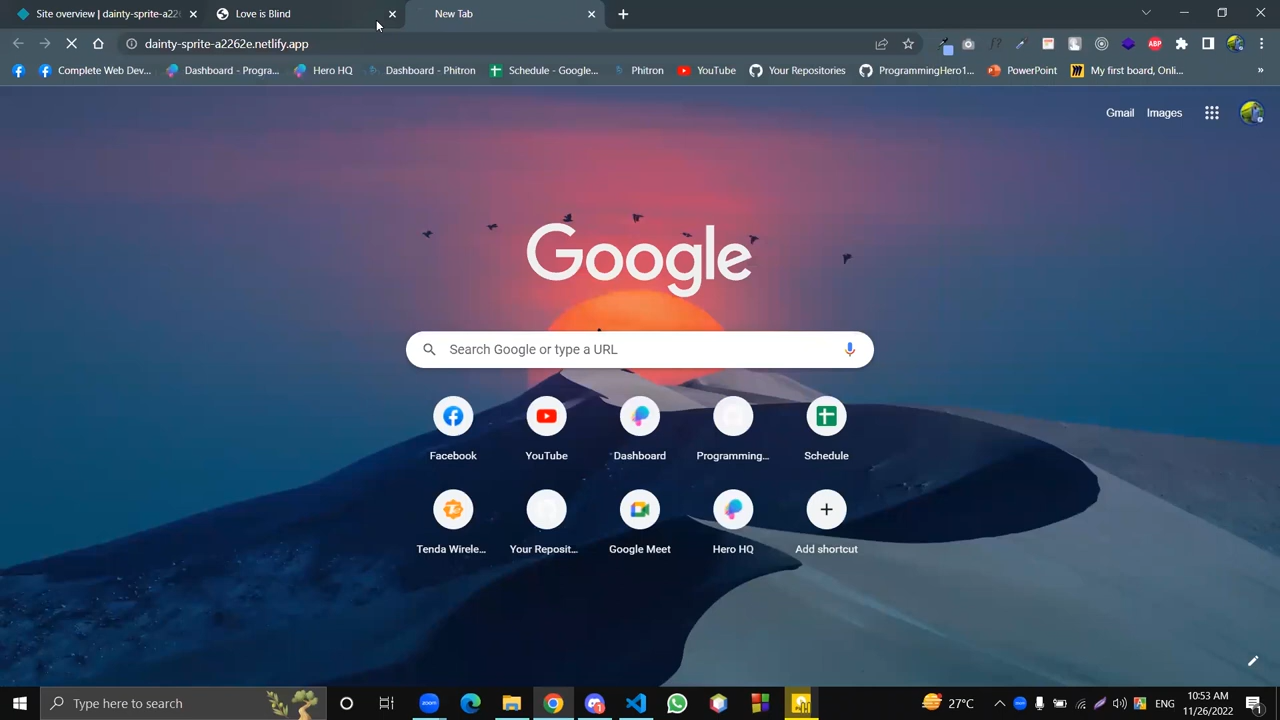 Site overview | dainty-sprite-a226
Love is Blind
New Tab
dainty-sprite-a2262e.netlify.app
f?
ABP
Complete Web Dev...
Dashboard - Progra...
Hero HQ
Dashboard - Phitron
Schedule - Google...
Phitron
YouTube
Your Repositories
ProgrammingHero1...
PowerPoint
My first board, Onli...
»
Gmail
Images
Google
Search Google or type a URL
Facebook
YouTube
Dashboard
Programming...
Schedule
Tenda Wirele...
Your Reposit...
Google Meet
Hero HQ
Add shortcut
Type here to search
zoom
27°C
ENG
10:53 AM
11/26/2022